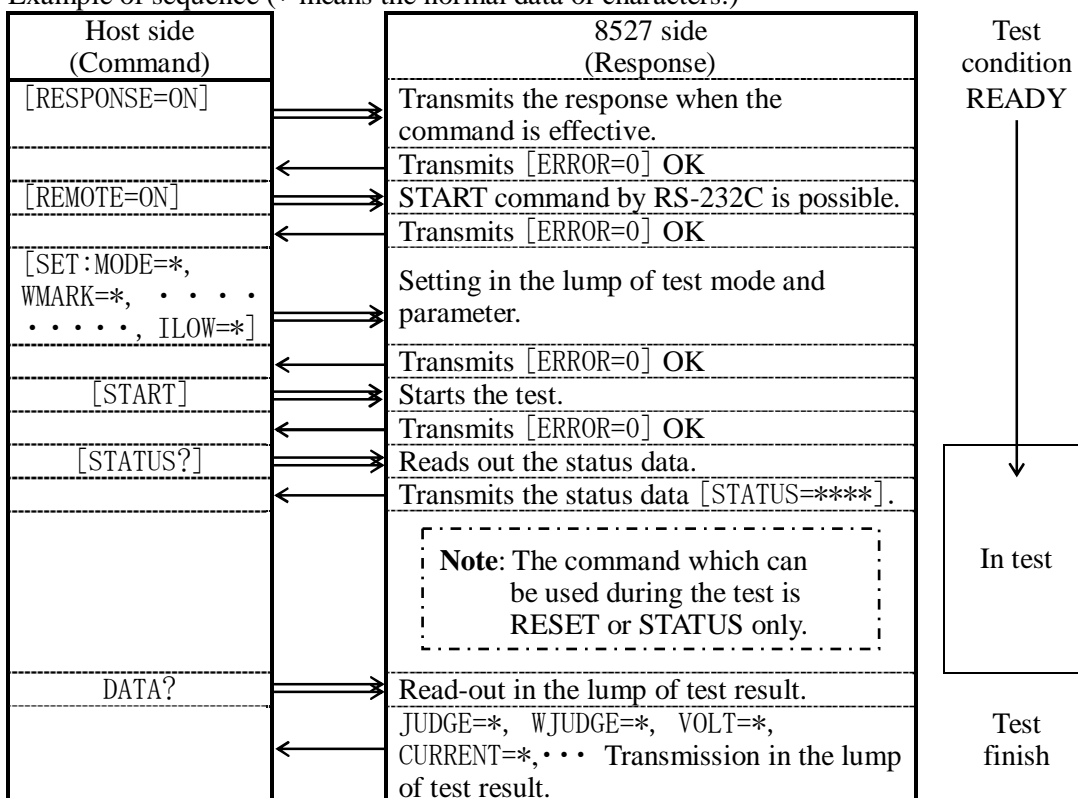 Example of sequence (* means the normal data or characters.)
Host side
(Command)
8527 side
(Response)
Test
condition
READY
[RESPONSE=ON]
Transmits the response when the
command is effective.
Transmits [ERROR=0] OK
[REMOTE=ON]
START command by RS-232C is possible.
Transmits [ERROR=0] OK
[SET:MODE=*,
WMARK=*, ・・・・
・・・・・, ILOW=*]
Setting in the lump of test mode and
parameter.
Transmits [ERROR=0] OK
[START]
Starts the test.
Transmits [ERROR=0] OK
[STATUS?]
Reads out the status data.
Transmits the status data [STATUS=****].
Note: The command which can
be used during the test is
RESET or STATUS only.
In test
DATA?
Read-out in the lump of test result.
JUDGE=*, WJUDGE=*, VOLT=*,
CURRENT=*,・・・ Transmission in the lump
of test result.
Test
finish